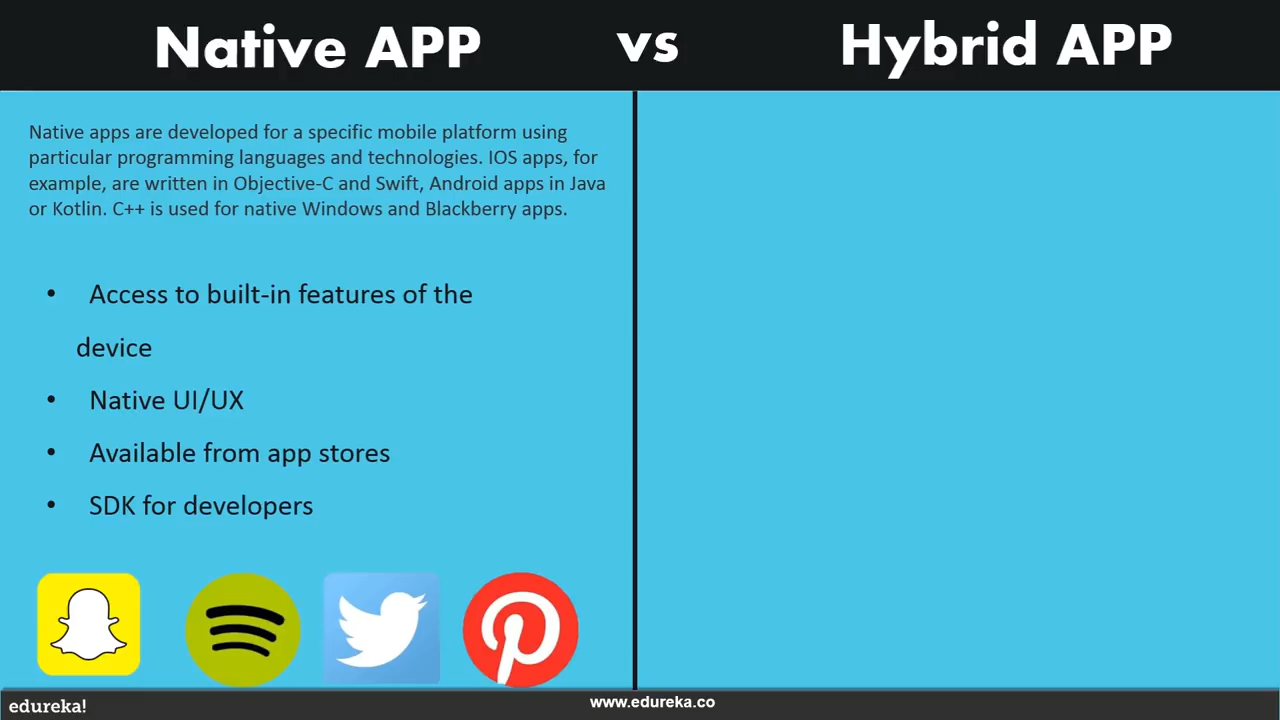 Native APP vs Hybrid APP
Native apps are developed for a specific mobile platform using
particular programming languages and technologies. IOS apps, for
example, are written in Objective-C and Swift, Android apps in Java
or Kotlin. C++ is used for native Windows and Blackberry apps.
• Access to built-in features of the
device
• Native UI/UX
• Available from app stores
• SDK for developers
edureka!
www.edureka.co